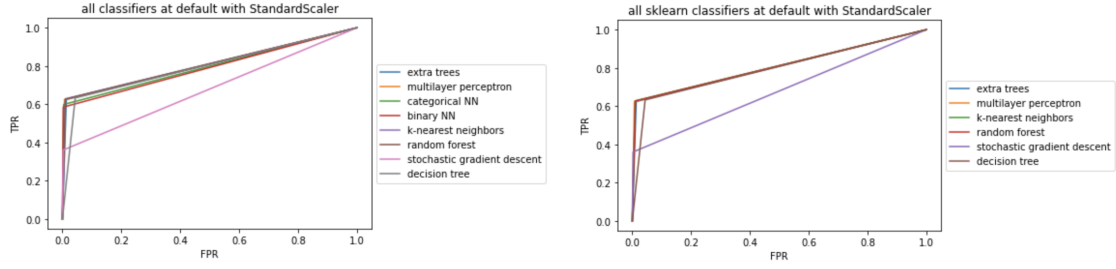 all classifiers at default with StandardScaler
1.0
0.8
0.6
0.4
0.2
0.0
TPR
0.0 0.2 0.4 0.6 0.8 1.0
FPR
extra trees
multilayer perceptron
categorical NN
binary NN
k-nearest neighbors
random forest
stochastic gradient descent
decision tree
all sklearn classifiers at default with StandardScaler
1.0
0.8
0.6
0.4
0.2
0.0
TPR
0.0 0.2 0.4 0.6 0.8 1.0
FPR
extra trees
multilayer perceptron
k-nearest neighbors
random forest
stochastic gradient descent
decision tree